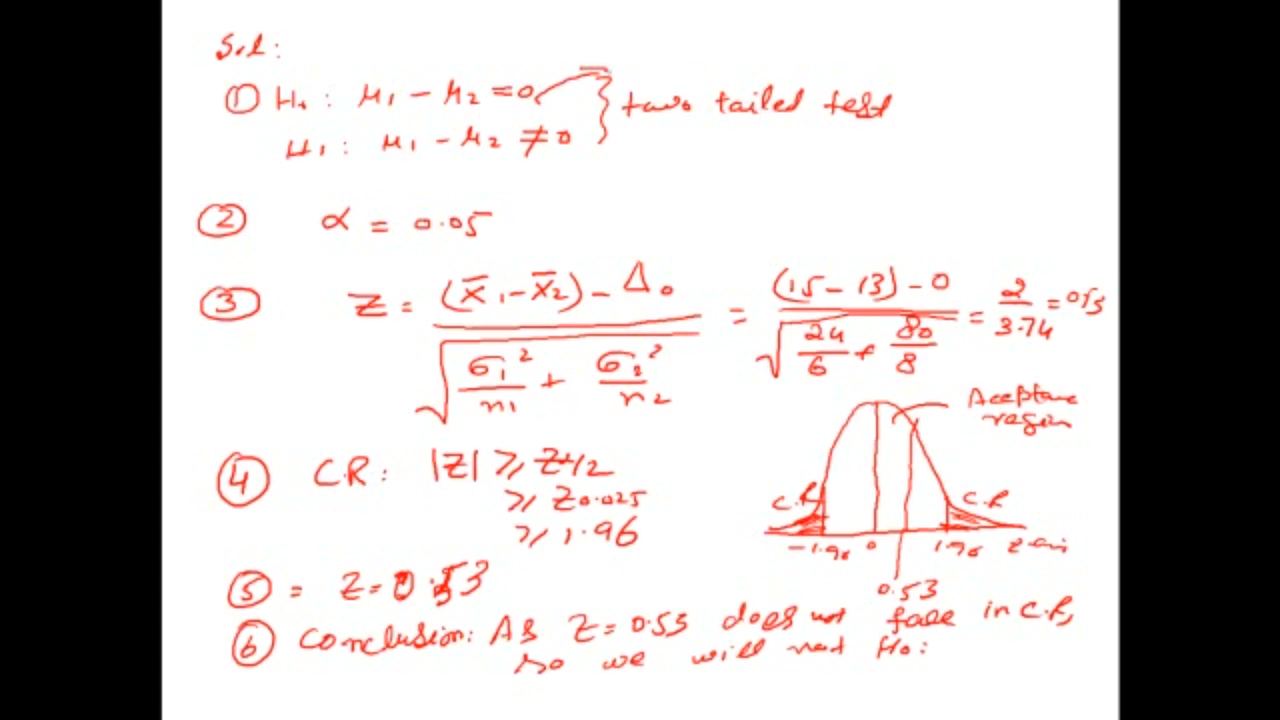 Sol:
① H₀: μ₁ - μ₂ = 0 } two tailed test
H₁: μ₁ - μ₂ ≠ 0
② α = 0.05
③ Z = (x̄₁ - x̄₂) - Δ₀ / √(σ₁²/n₁ + σ₂²/n₂) = (15 - 13) - 0 / √(24/6 + 80/8) = 2/3.74 = 0.53
Acceptance region
④ C.R: |Z| ≥ Zα/2
≥ Z0.025
≥ 1.96
C.R C.R
-1.96 0 1.96 Z-axis
0.53
⑤ = Z = 0.53
⑥ Conclusion: As Z = 0.53 does not fall in C.R,
so we will H₀: